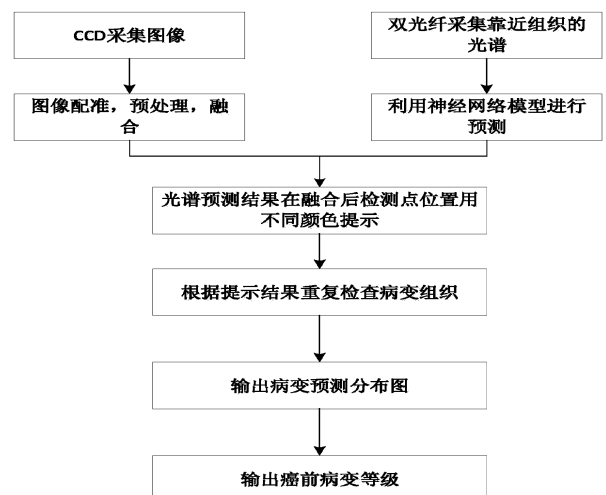 CCD采集图像
双光纤采集靠近组织的
光谱
图像配准，预处理，融
合
利用神经网络模型进行
预测
光谱预测结果在融合后检测点位置用
不同颜色提示
根据提示结果重复检查病变组织
输出病变预测分布图
输出癌前病变等级